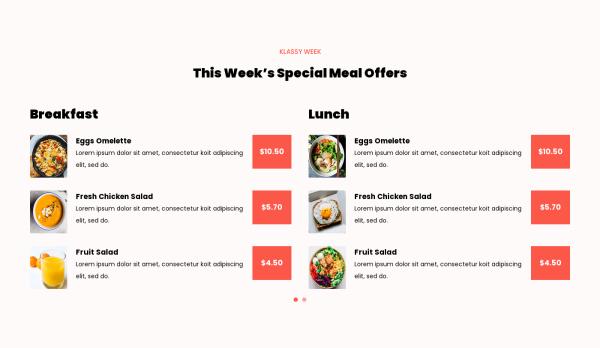 KLASSY WEEK
This Week's Special Meal Offers
Breakfast
Eggs Omelette
Lorem ipsum dolor sit amet, consectetur koit adipiscing
elit, sed do.
$10.50
Fresh Chicken Salad
Lorem ipsum dolor sit amet, consectetur koit adipiscing
elit, sed do.
$5.70
Fruit Salad
Lorem ipsum dolor sit amet, consectetur koit adipiscing
elit, sed do.
$4.50
Lunch
Eggs Omelette
Lorem ipsum dolor sit amet, consectetur koit adipiscing
elit, sed do.
$10.50
Fresh Chicken Salad
Lorem ipsum dolor sit amet, consectetur koit adipiscing
elit, sed do.
$5.70
Fruit Salad
Lorem ipsum dolor sit amet, consectetur koit adipiscing
elit, sed do.
$4.50